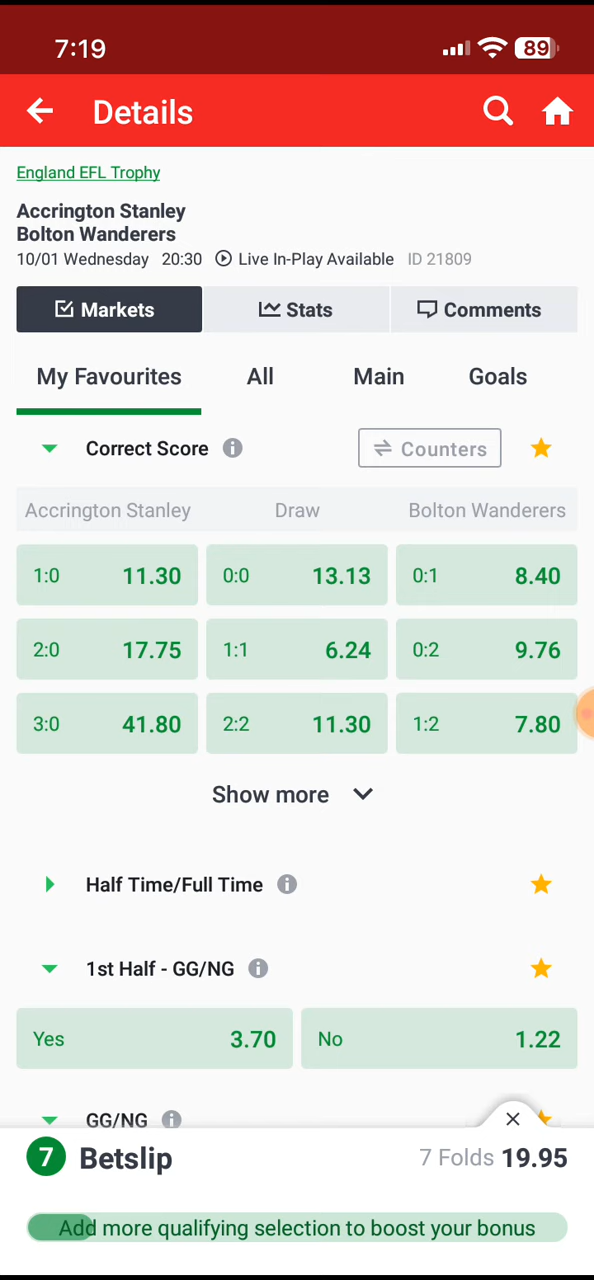 7:19
89
Details
England EFL Trophy
Accrington Stanley
Bolton Wanderers
10/01 Wednesday 20:30 Live In-Play Available ID 21809
Markets Stats Comments
My Favourites All Main Goals
Correct Score Counters
Accrington Stanley Draw Bolton Wanderers
1:0 11.30 0:0 13.13 0:1 8.40
2:0 17.75 1:1 6.24 0:2 9.76
3:0 41.80 2:2 11.30 1:2 7.80
Show more
Half Time/Full Time
1st Half - GG/NG
Yes 3.70 No 1.22
GG/NG
7 Betslip 7 Folds 19.95
Add more qualifying selection to boost your bonus